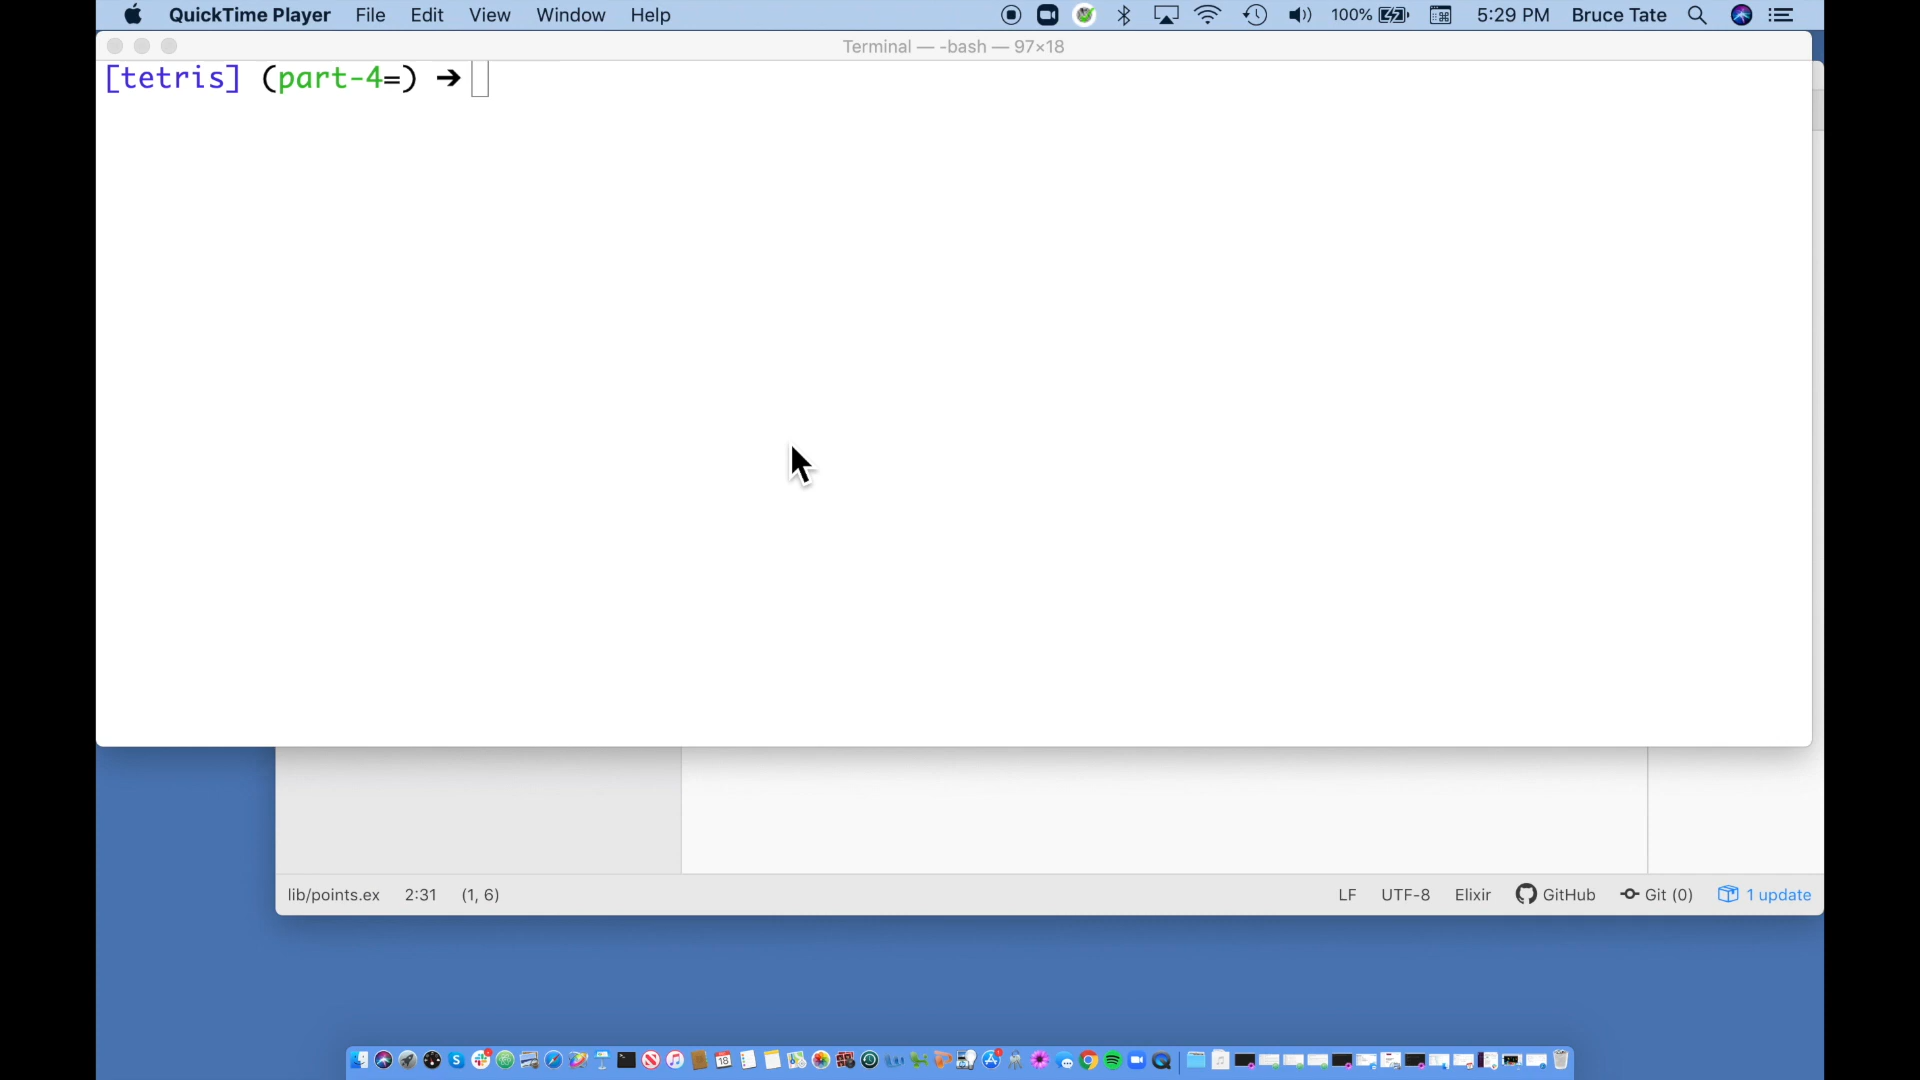 QuickTime Player File Edit View Window Help 100% 5:29 PM Bruce Tate
Terminal — -bash — 97×18
[tetris] (part-4=) ➔
lib/points.ex 2:31 (1, 6) LF UTF-8 Elixir GitHub Git (0) 1 update
18